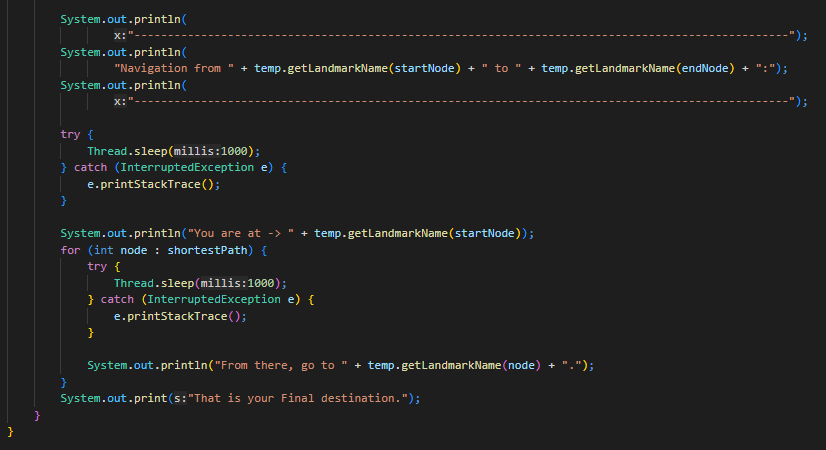 System.out.println(
x:"--------------------------------------------------------------------------------------------------");
System.out.println(
"Navigation from " + temp.getLandmarkName(startNode) + " to " + temp.getLandmarkName(endNode) + ":");
System.out.println(
x:"--------------------------------------------------------------------------------------------------");
try {
Thread.sleep(millis:1000);
} catch (InterruptedException e) {
e.printStackTrace();
}
System.out.println("You are at -> " + temp.getLandmarkName(startNode));
for (int node : shortestPath) {
try {
Thread.sleep(millis:1000);
} catch (InterruptedException e) {
e.printStackTrace();
}
System.out.println("From there, go to " + temp.getLandmarkName(node) + ".");
}
System.out.print(s:"That is your Final destination.");
}
}